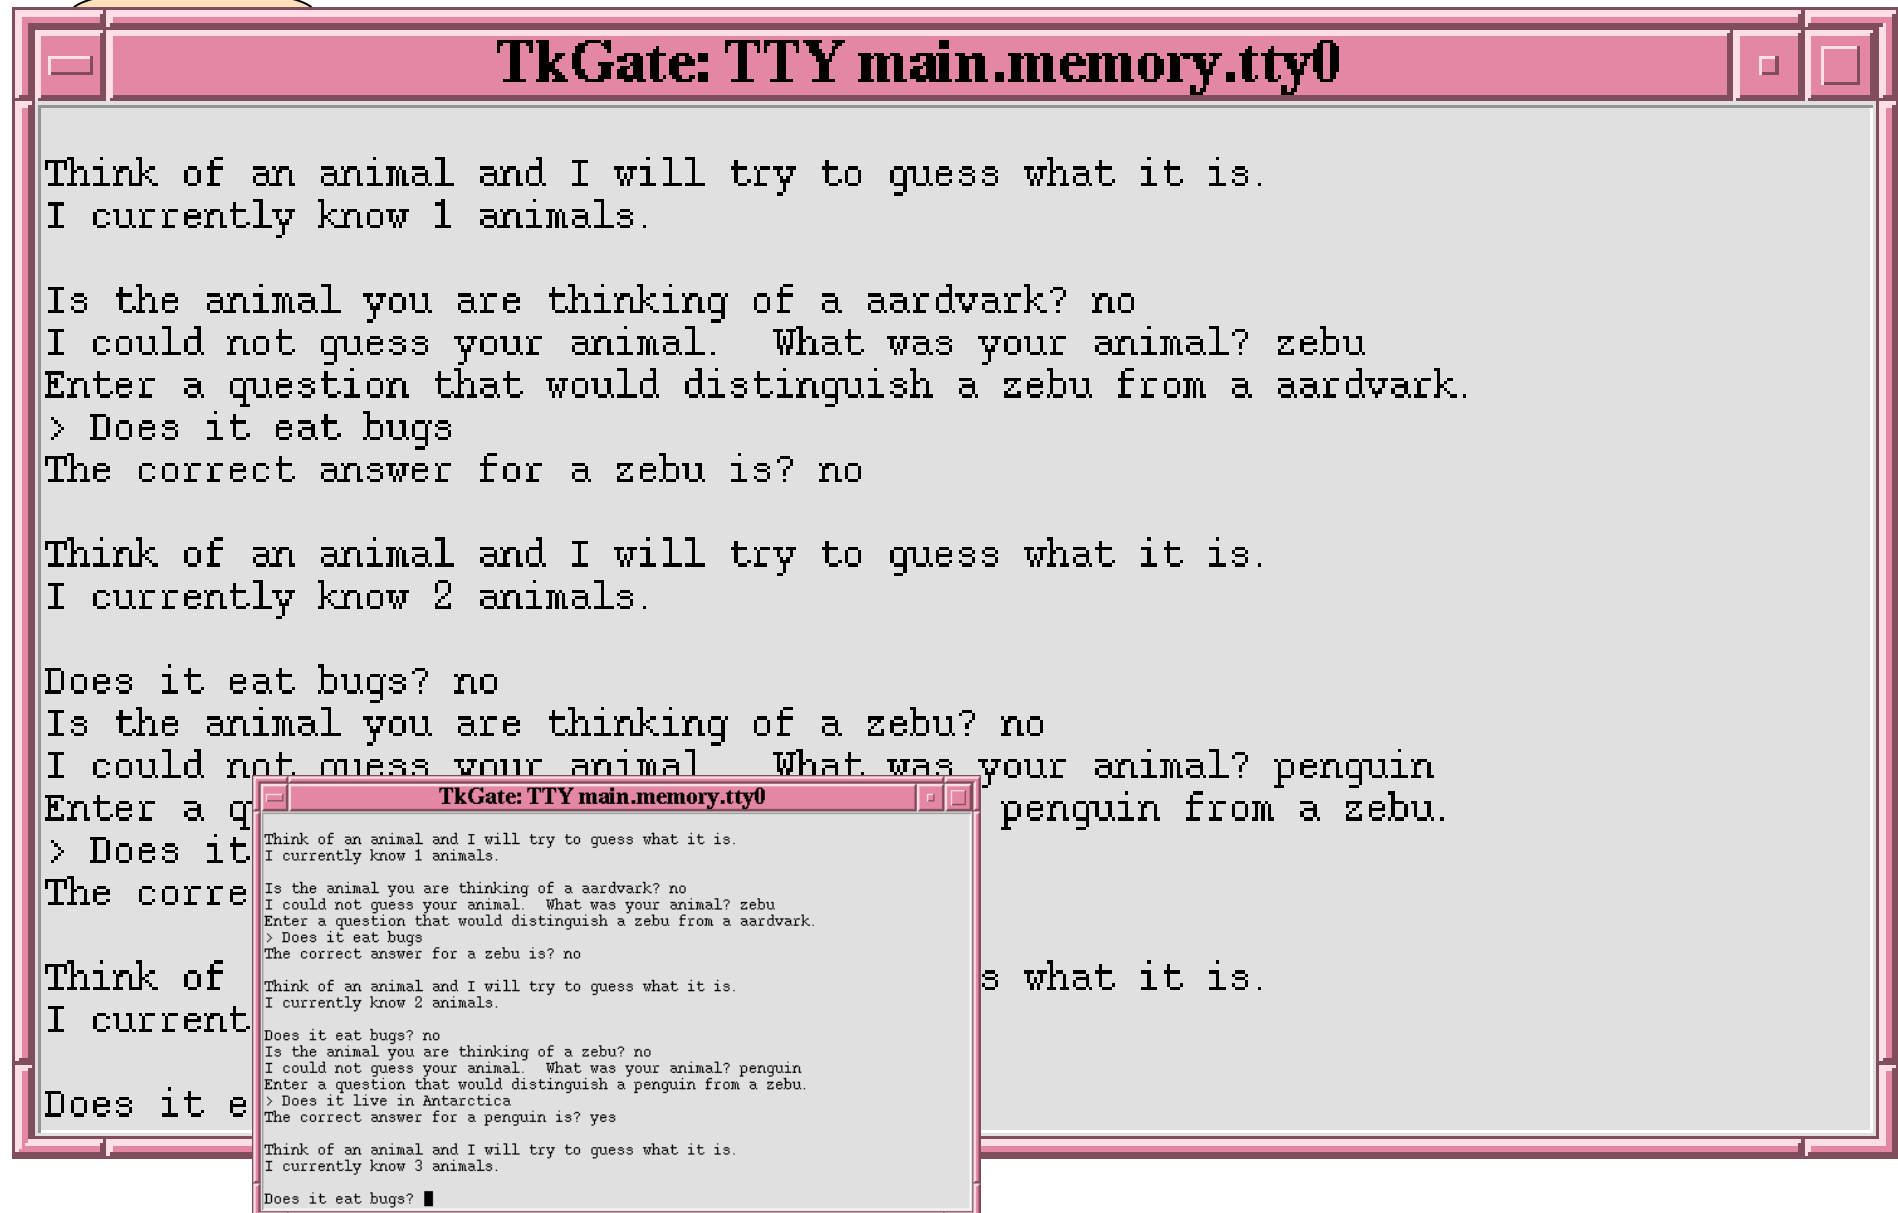 TkGate: TTY main.memory.tty0
Think of an animal and I will try to guess what it is.
I currently know 1 animals.
Is the animal you are thinking of a aardvark? no
I could not guess your animal.  What was your animal? zebu
Enter a question that would distinguish a zebu from a aardvark.
> Does it eat bugs
The correct answer for a zebu is? no
Think of an animal and I will try to guess what it is.
I currently know 2 animals.
Does it eat bugs? no
Is the animal you are thinking of a zebu? no
I could not guess your animal  What was your animal? penguin
Enter a q penguin from a zebu.
> Does it
The corre
Think of s what it is.
I current
Does it e
TkGate: TTY main.memory.tty0
Think of an animal and I will try to guess what it is.
I currently know 1 animals.
Is the animal you are thinking of a aardvark? no
I could not guess your animal.  What was your animal? zebu
Enter a question that would distinguish a zebu from a aardvark.
> Does it eat bugs
The correct answer for a zebu is? no
Think of an animal and I will try to guess what it is.
I currently know 2 animals.
Does it eat bugs? no
Is the animal you are thinking of a zebu? no
I could not guess your animal.  What was your animal? penguin
Enter a question that would distinguish a penguin from a zebu.
> Does it live in Antarctica
The correct answer for a penguin is? yes
Think of an animal and I will try to guess what it is.
I currently know 3 animals.
Does it eat bugs?